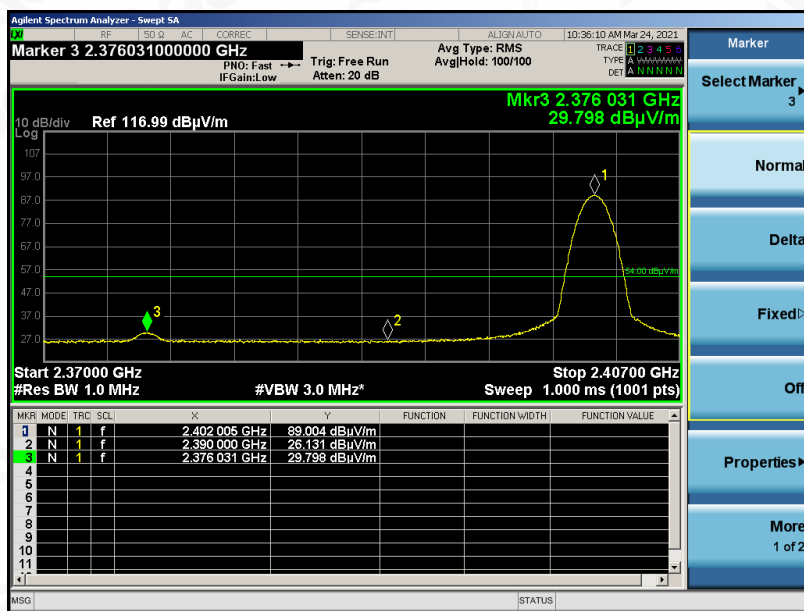 Agilent Spectrum Analyzer - Swept SA
LXI RF 50 Ω AC CORREC SENSE:INT ALIGN AUTO 10:36:10 AM Mar 24, 2021
Marker 3 2.376031000000 GHz
PNO: Fast
IFGain:Low
Trig: Free Run
Atten: 20 dB
Avg Type: RMS
Avg|Hold: 100/100
TRACE 1 2 3 4 5 6
TYPE A WWWWW
DET A N N N N N
Mkr3 2.376 031 GHz
29.798 dBµV/m
10 dB/div Ref 116.99 dBµV/m
Log
107
97.0
87.0
77.0
67.0
57.0
47.0
37.0
27.0
1
54.00 dBµV/m
3
2
Start 2.37000 GHz Stop 2.40700 GHz
#Res BW 1.0 MHz #VBW 3.0 MHz* Sweep 1.000 ms (1001 pts)
MKR MODE TRC SCL X Y FUNCTION FUNCTION WIDTH FUNCTION VALUE
1 N 1 f 2.402 005 GHz 89.004 dBµV/m
2 N 1 f 2.390 000 GHz 26.131 dBµV/m
3 N 1 f 2.376 031 GHz 29.798 dBµV/m
4
5
6
7
8
9
10
11
MSG STATUS
Marker
Select Marker
3
Normal
Delta
Fixed
Off
Properties
More
1 of 2